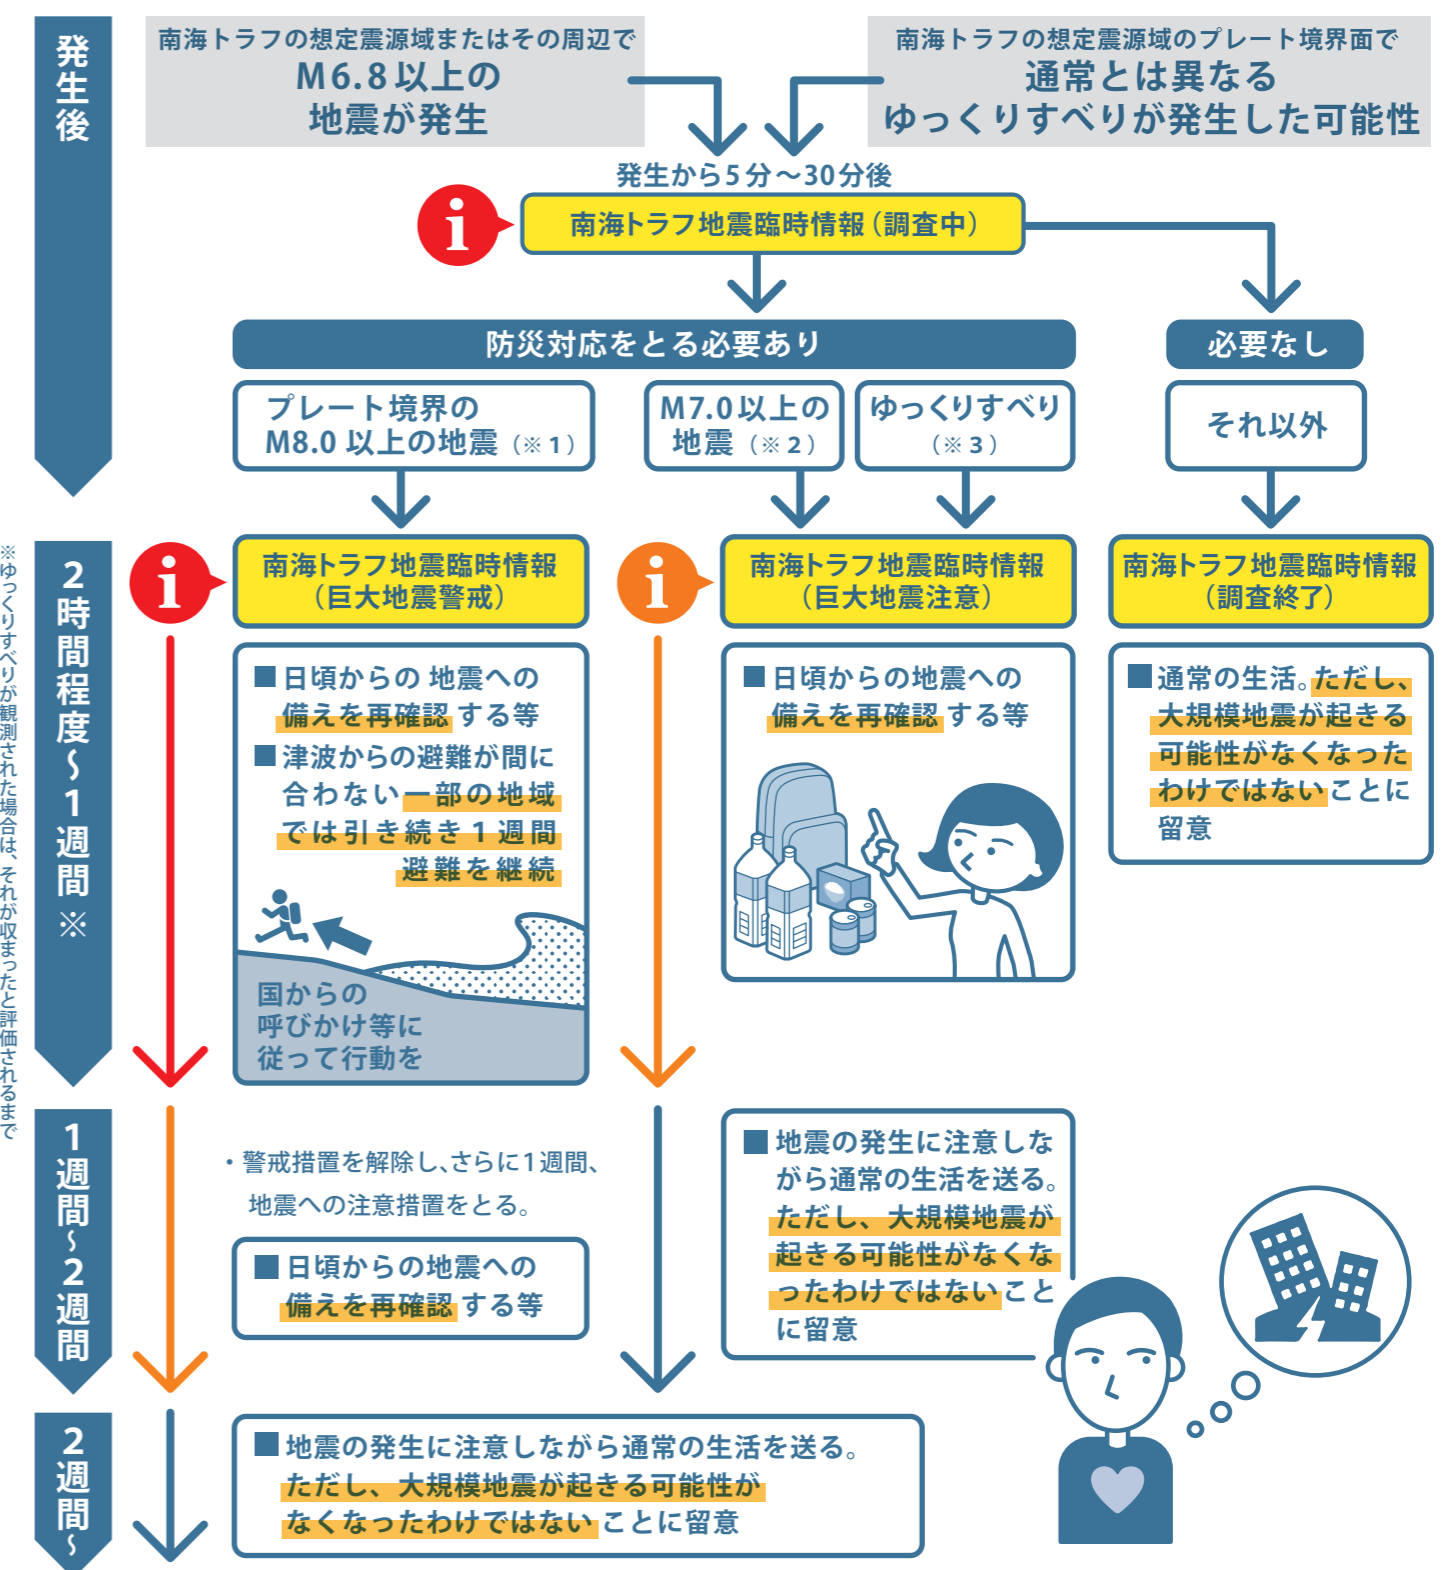 発生後
南海トラフの想定震源域またはその周辺で
M6.8以上の
地震が発生
南海トラフの想定震源域のプレート境界面で
通常とは異なる
ゆっくりすべりが発生した可能性
発生から5分～30分後
i
南海トラフ地震臨時情報（調査中）
防災対応をとる必要あり
必要なし
プレート境界の
M8.0 以上の地震（※1）
M7.0以上の
地震（※2）
ゆっくりすべり
（※3）
それ以外
2時間程度～1週間※
※ゆっくりすべりが観測された場合は、それが収まったと評価されるまで
i
南海トラフ地震臨時情報
（巨大地震警戒）
■日頃からの 地震への
備えを再確認 する等
■津波からの避難が間に
合わない一部の地域
では引き続き1週間
避難を継続
国からの
呼びかけ等に
従って行動を
i
南海トラフ地震臨時情報
（巨大地震注意）
■日頃からの地震への
備えを再確認 する等
南海トラフ地震臨時情報
（調査終了）
■通常の生活。ただし、
大規模地震が起きる
可能性がなくなった
わけではないことに
留意
1週間～2週間
・警戒措置を解除し、さらに1週間、
地震への注意措置をとる。
■日頃からの地震への
備えを再確認 する等
■地震の発生に注意しな
がら通常の生活を送る。
ただし、大規模地震が
起きる可能性がなくな
ったわけではないこと
に留意
2週間～
■地震の発生に注意しながら通常の生活を送る。
ただし、大規模地震が起きる可能性が
なくなったわけではない ことに留意